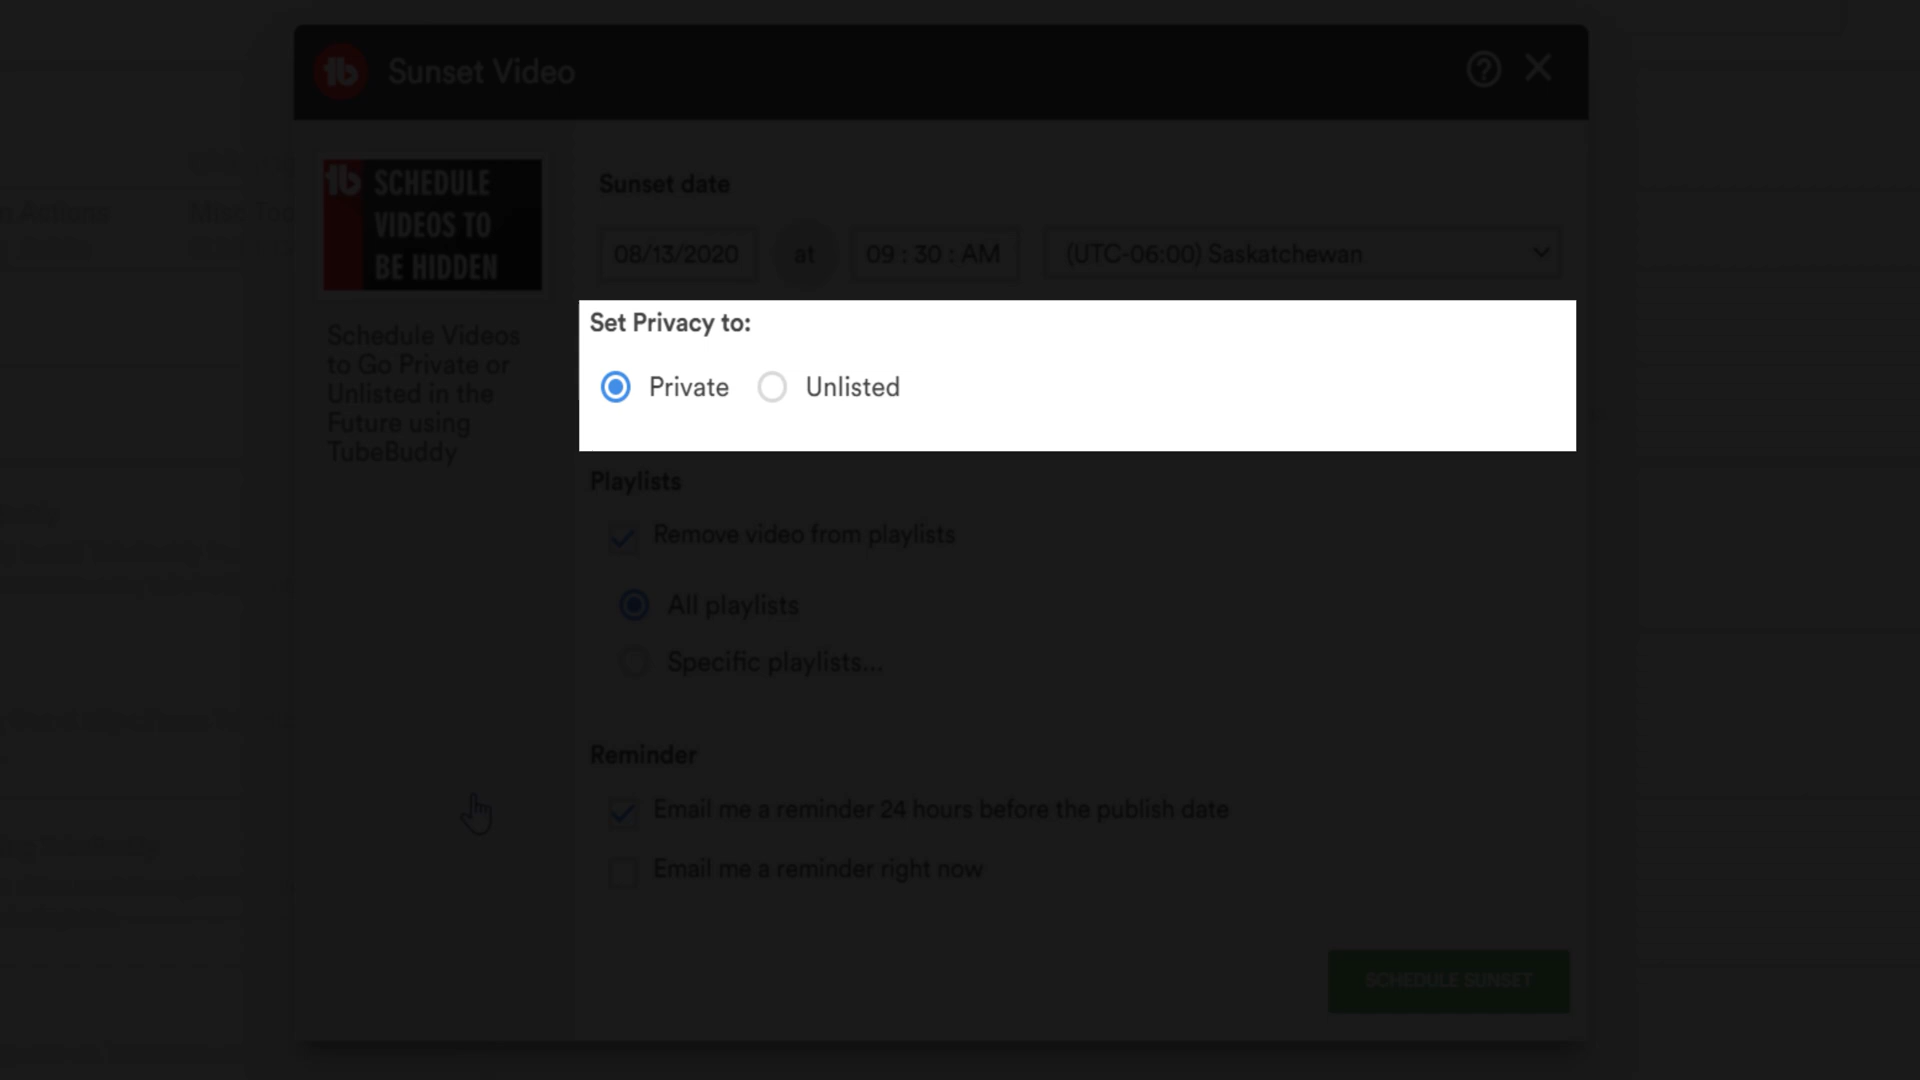 Sunset Video
SCHEDULE
VIDEOS TO
BE HIDDEN
Schedule Videos
to Go Private or
Unlisted in the
Future using
TubeBuddy
Sunset date
08/13/2020 at 09 : 30 : AM (UTC-06:00) Saskatchewan
Set Privacy to:
Private Unlisted
Playlists
Remove video from playlists
All playlists
Specific playlists...
Reminder
Email me a reminder 24 hours before the publish date
Email me a reminder right now
SCHEDULE SUNSET
Actions